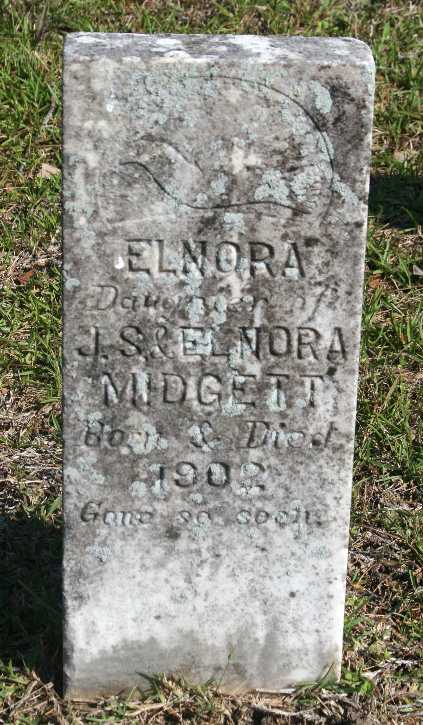 ELNORA
Daughter of
J.S.& ELNORA
MIDGETT
Born & Died
1902
Gone so soon.